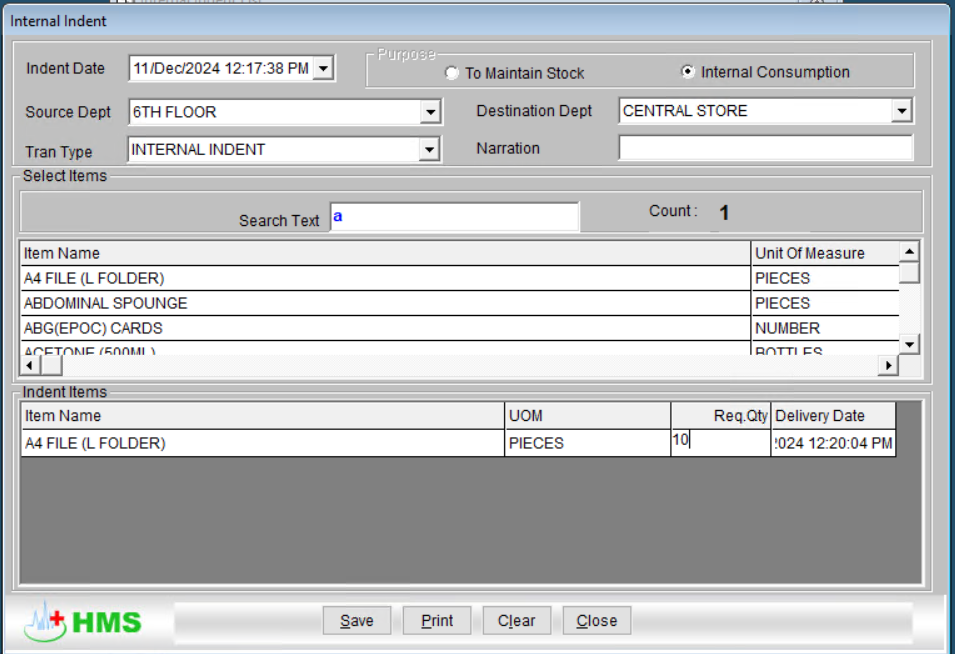 Internal Indent
Indent Date 11/Dec/2024 12:17:38 PM
Purpose
To Maintain Stock Internal Consumption
Source Dept 6TH FLOOR Destination Dept CENTRAL STORE
Tran Type INTERNAL INDENT Narration
Select Items
Search Text a Count : 1
Item Name Unit Of Measure
A4 FILE (L FOLDER) PIECES
ABDOMINAL SPOUNGE PIECES
ABG(EPOC) CARDS NUMBER
ACETONE (500ML) BOTTLES
Indent Items
Item Name UOM Req.Qty Delivery Date
A4 FILE (L FOLDER) PIECES 10 2024 12:20:04 PM
HMS Save Print Clear Close